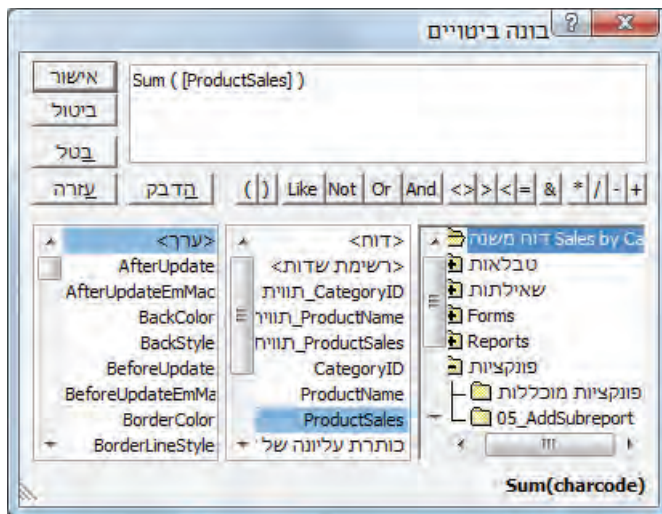 בונה ביטויים
Sum ( [ProductSales] )
אישור
ביטול
בטל
עזרה
הדבק
( ) Like Not Or And <> > < = & * / - +
דוח משנה Sales by Ca
טבלאות
שאילתות
Forms
Reports
פונקציות
פונקציות מוכללות
05_AddSubreport
<דוח>
<רשימת שדות>
CategoryID_תווית
ProductName_תווי
ProductSales_תווית
CategoryID
ProductName
ProductSales
כותרת עליונה של
<ערך>
AfterUpdate
AfterUpdateEmMac
BackColor
BackStyle
BeforeUpdate
BeforeUpdateEmMa
BorderColor
BorderLineStyle
Sum(charcode)